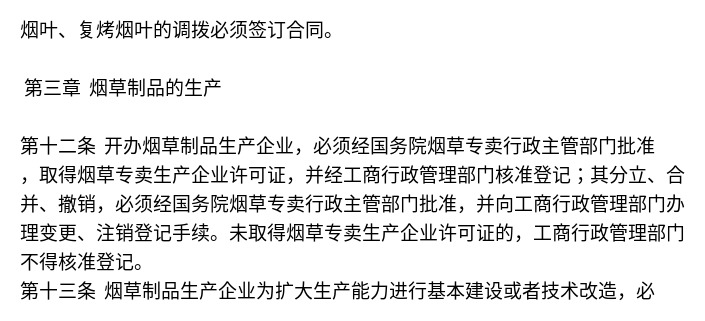 烟叶、复烤烟叶的调拨必须签订合同。
第三章 烟草制品的生产
第十二条 开办烟草制品生产企业，必须经国务院烟草专卖行政主管部门批准
，取得烟草专卖生产企业许可证，并经工商行政管理部门核准登记；其分立、合
并、撤销，必须经国务院烟草专卖行政主管部门批准，并向工商行政管理部门办
理变更、注销登记手续。未取得烟草专卖生产企业许可证的，工商行政管理部门
不得核准登记。
第十三条 烟草制品生产企业为扩大生产能力进行基本建设或者技术改造，必